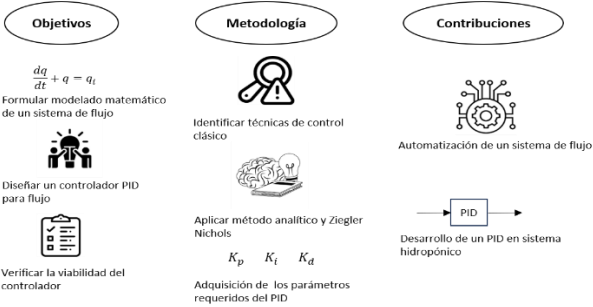 Objetivos
dq/dt + q = qᵢ
Formular modelado matemático
de un sistema de flujo
Diseñar un controlador PID
para flujo
Verificar la viabilidad del
controlador
Metodología
Identificar técnicas de control
clásico
Aplicar método analítico y Ziegler
Nichols
Kₚ Kᵢ K_d
Adquisición de los parámetros
requeridos del PID
Contribuciones
Automatización de un sistema de flujo
PID
Desarrollo de un PID en sistema
hidropónico